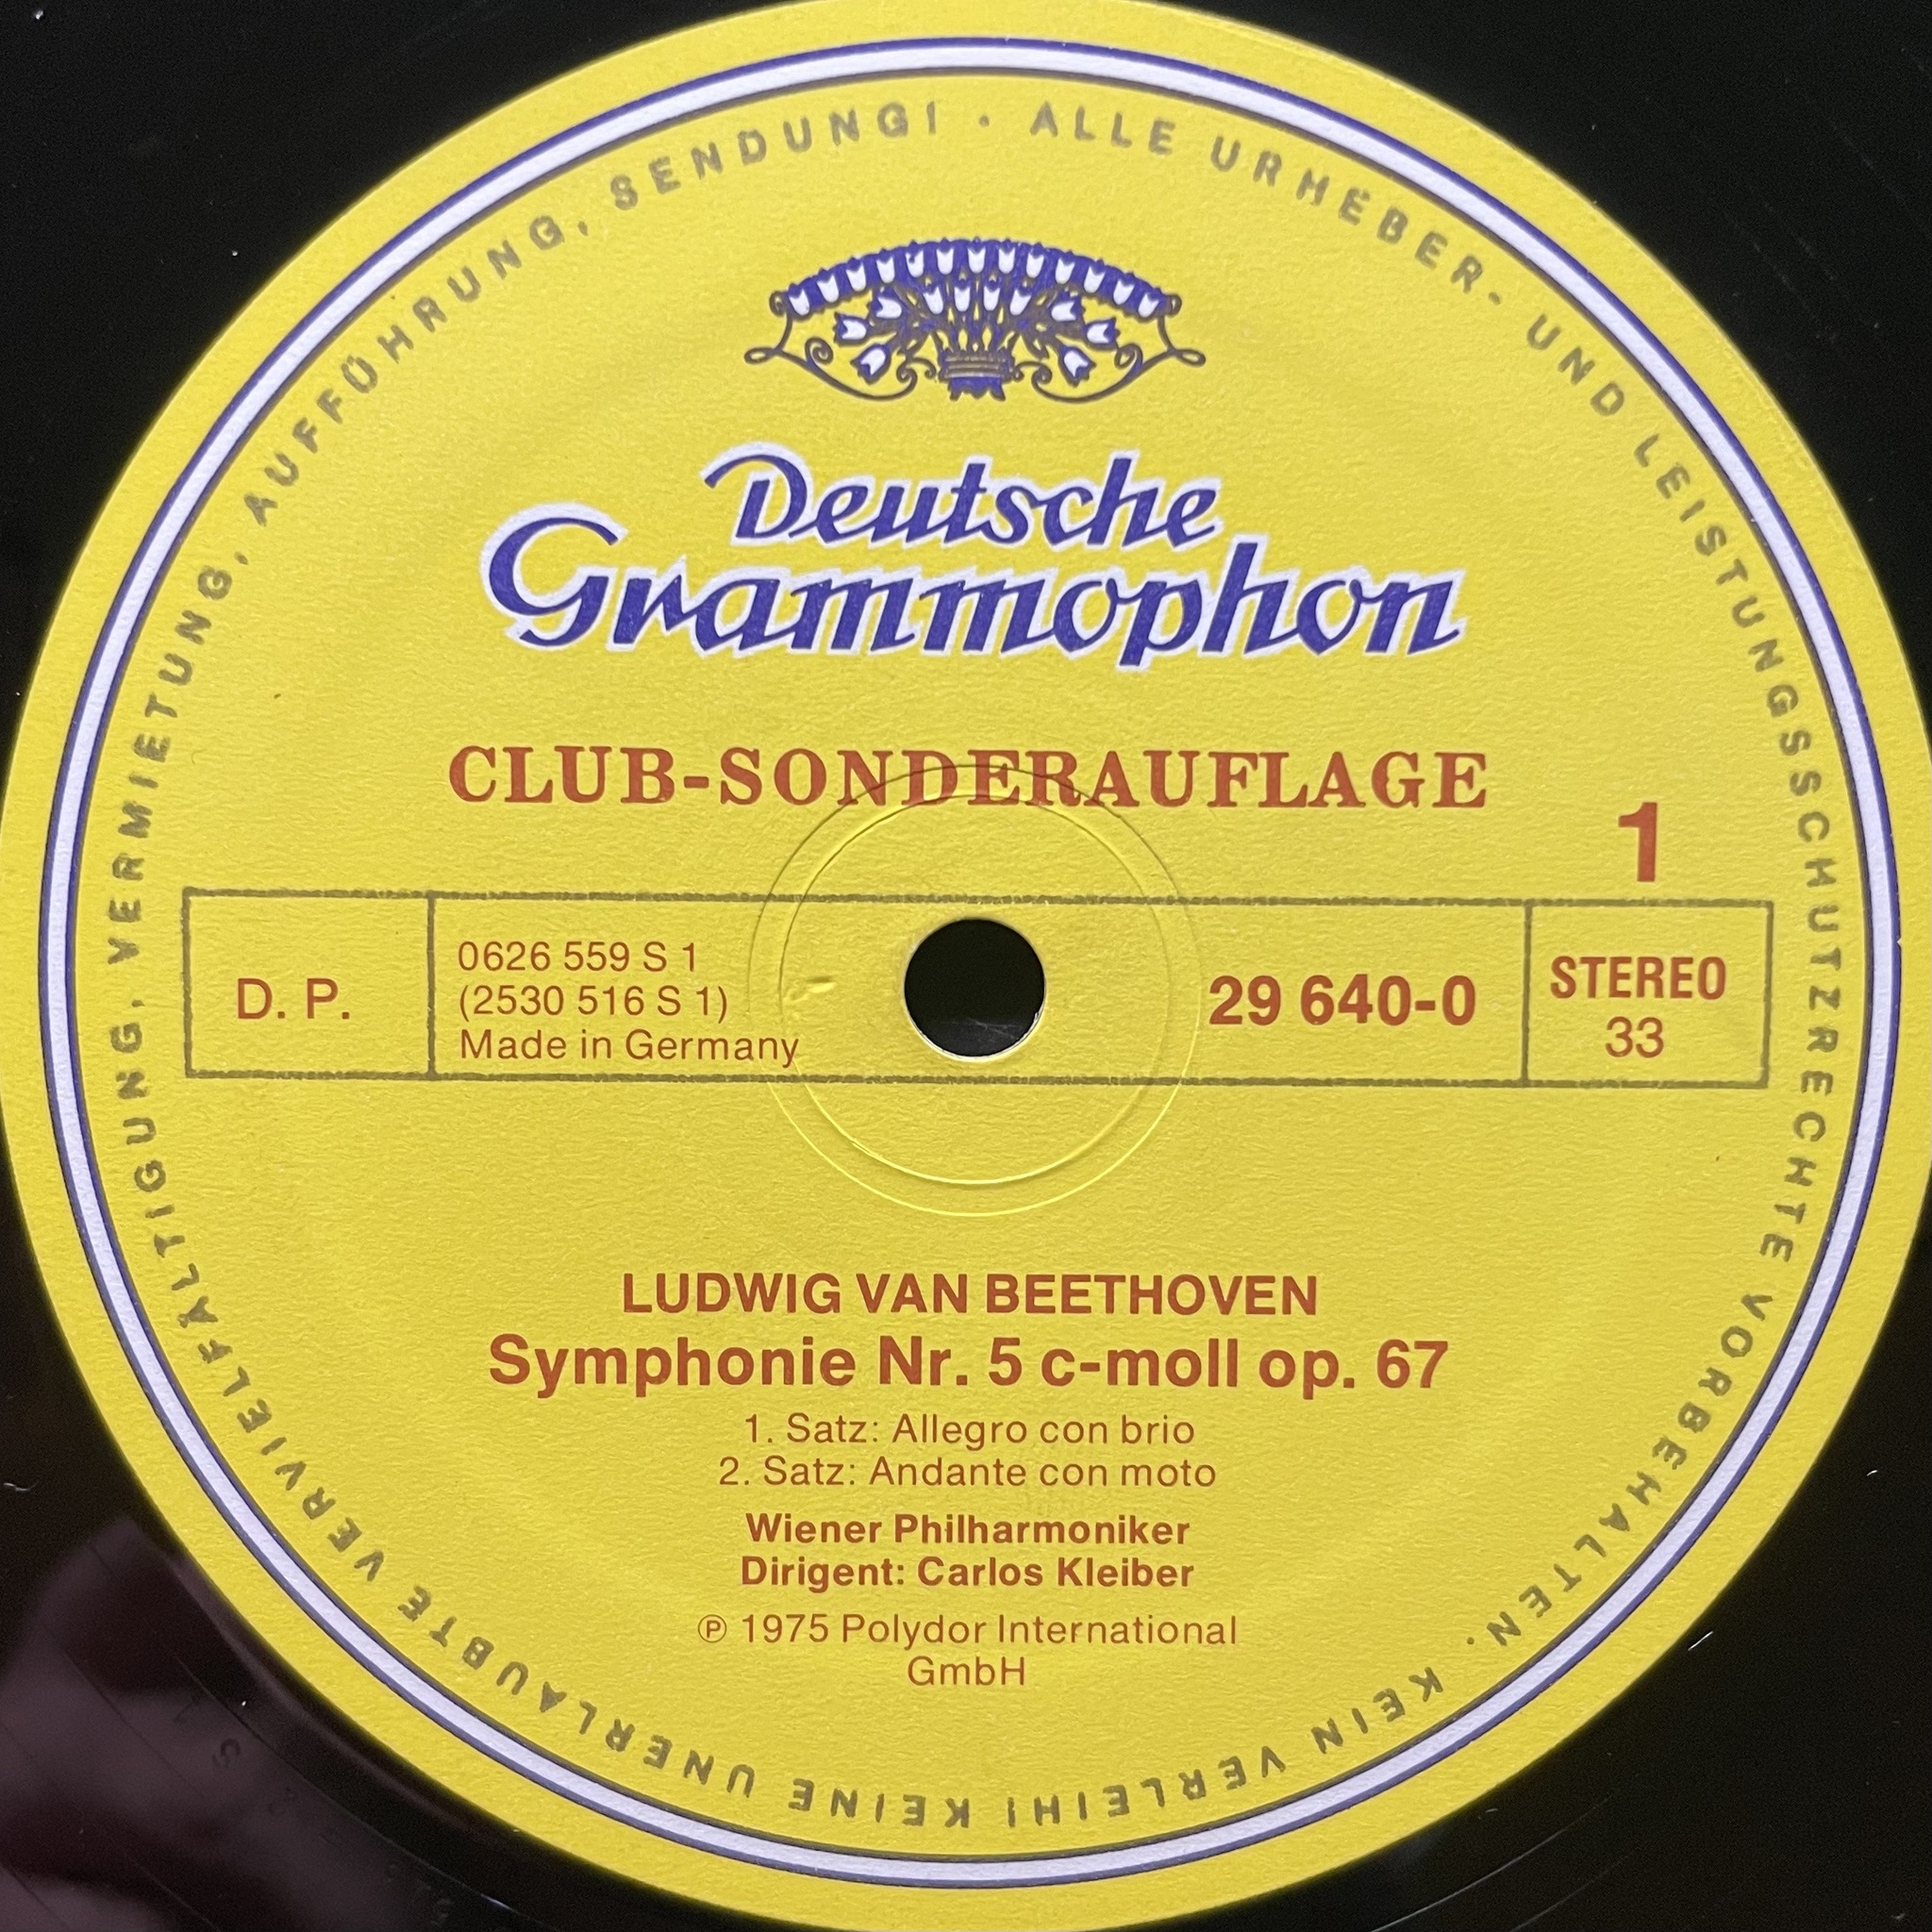 ALLE URHEBER- UND LEISTUNGSSCHUTZRECHTE VORBEHALTEN. KEIN VERLEIH! KEINE UNERLAUBTE VERVIELFÄLTIGUNG, VERMIETUNG, AUFFÜHRUNG, SENDUNG! ·
Deutsche
Grammophon
CLUB-SONDERAUFLAGE
1
D. P.
0626 559 S 1
(2530 516 S 1)
Made in Germany
29 640-0
STEREO
33
LUDWIG VAN BEETHOVEN
Symphonie Nr. 5 c-moll op. 67
1. Satz: Allegro con brio
2. Satz: Andante con moto
Wiener Philharmoniker
Dirigent: Carlos Kleiber
℗ 1975 Polydor International
GmbH